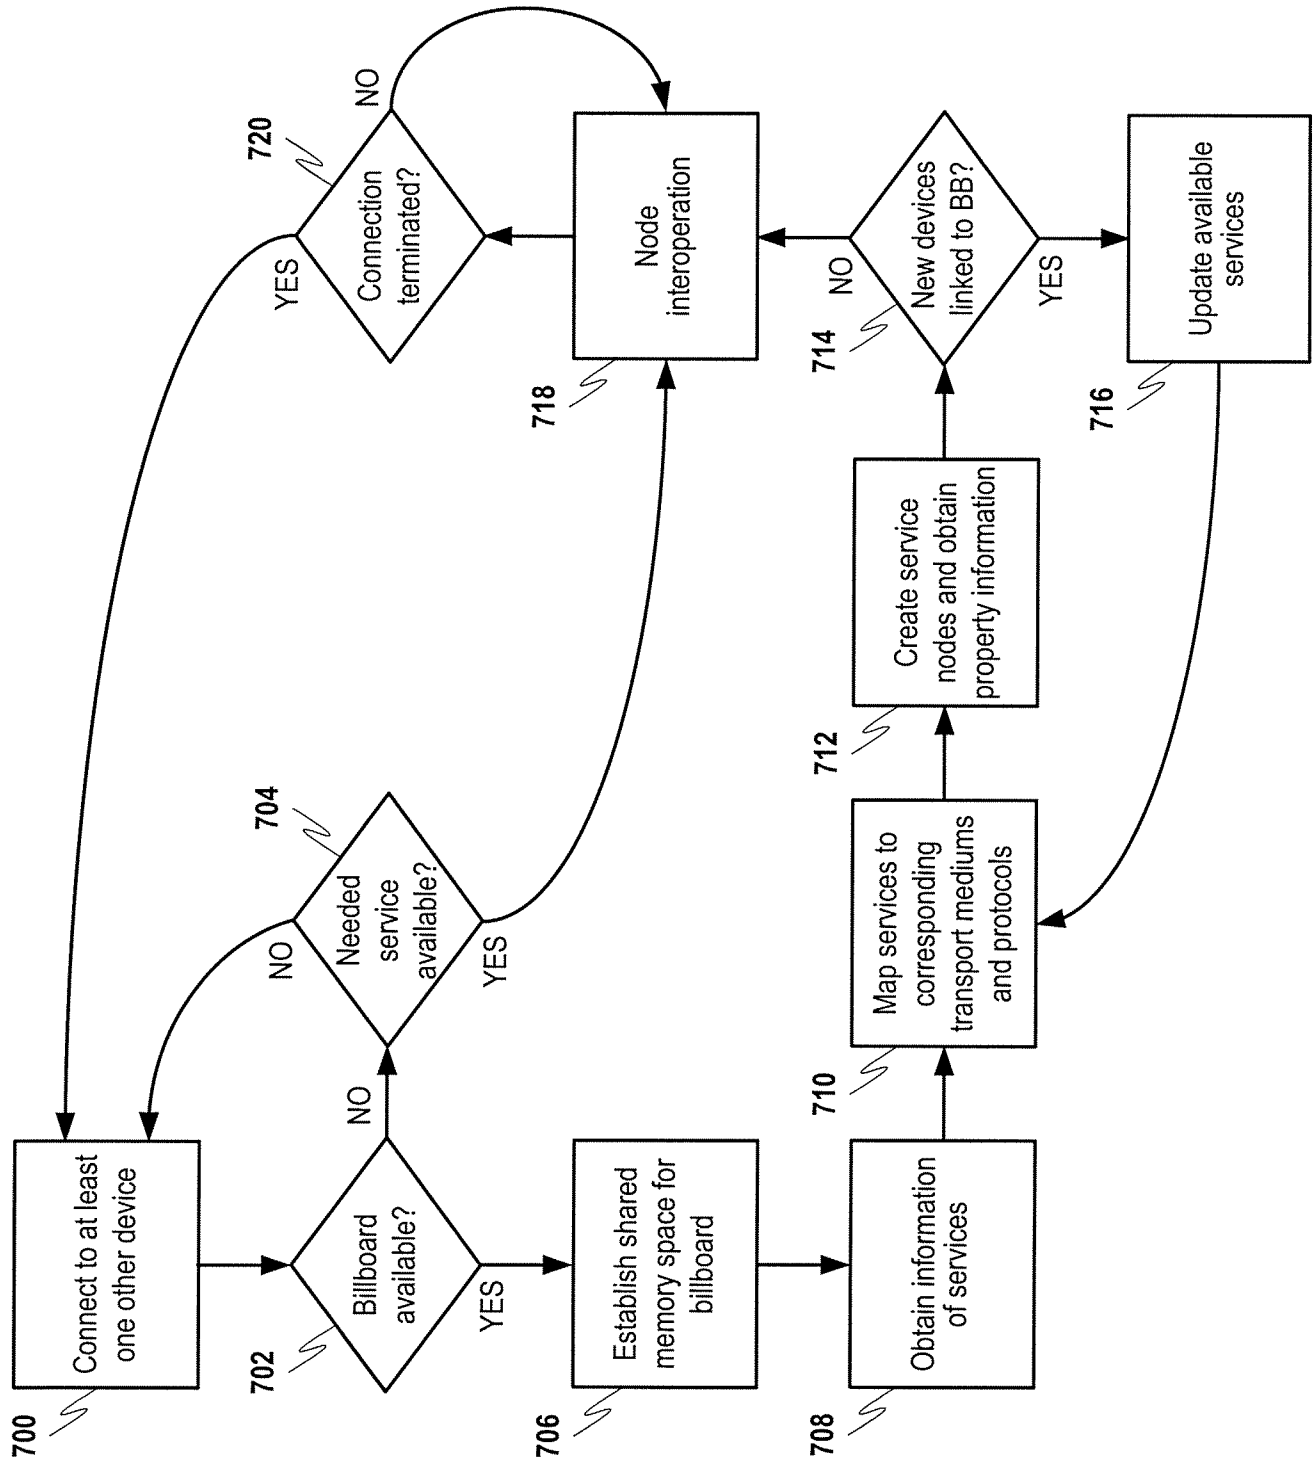 700
Connect to at least
one other device
702
Billboard
available?
NO
YES
704
Needed
service
available?
NO
YES
706
Establish shared
memory space for
billboard
708
Obtain information
of services
710
Map services to
corresponding
transport mediums
and protocols
712
Create service
nodes and obtain
property information
714
New devices
linked to BB?
NO
YES
716
Update available
services
718
Node
interoperation
720
Connection
terminated?
YES
NO